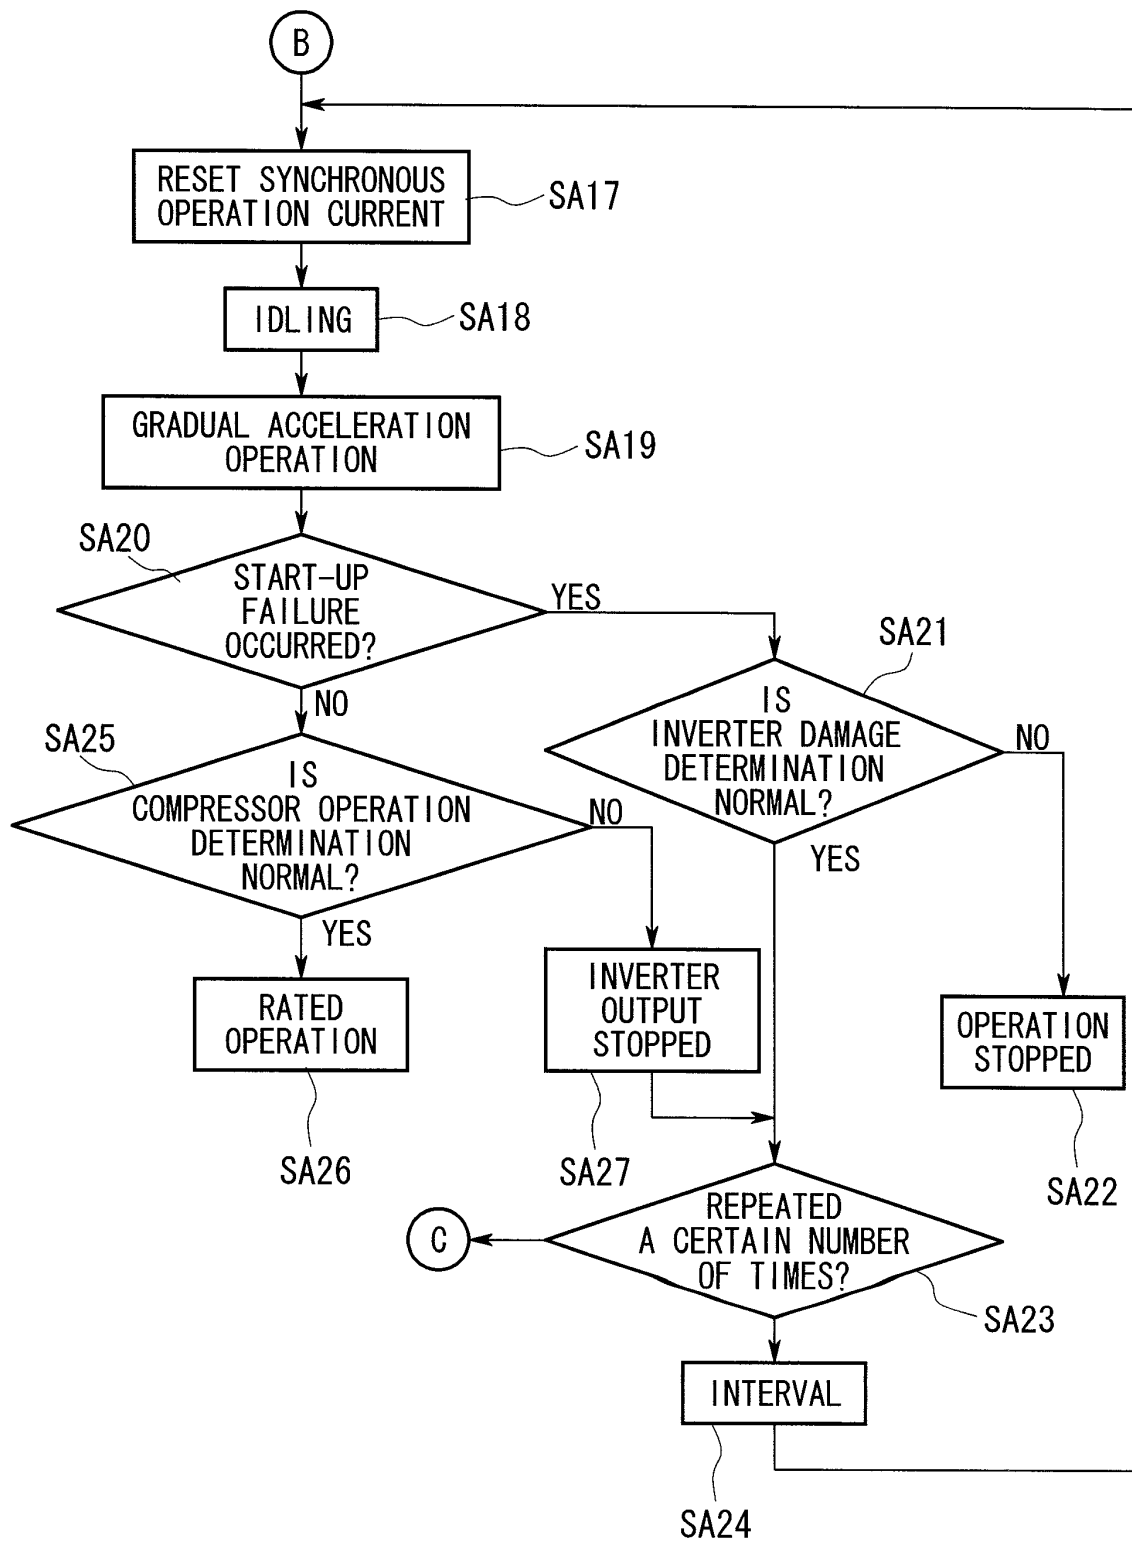 B
RESET SYNCHRONOUS
OPERATION CURRENT
SA17
IDLING
SA18
GRADUAL ACCELERATION
OPERATION
SA19
SA20
START-UP
FAILURE
OCCURRED?
YES
NO
SA21
IS
INVERTER DAMAGE
DETERMINATION
NORMAL?
NO
YES
SA25
IS
COMPRESSOR OPERATION
DETERMINATION
NORMAL?
NO
YES
RATED
OPERATION
SA26
INVERTER
OUTPUT
STOPPED
SA27
OPERATION
STOPPED
SA22
C
REPEATED
A CERTAIN NUMBER
OF TIMES?
SA23
INTERVAL
SA24